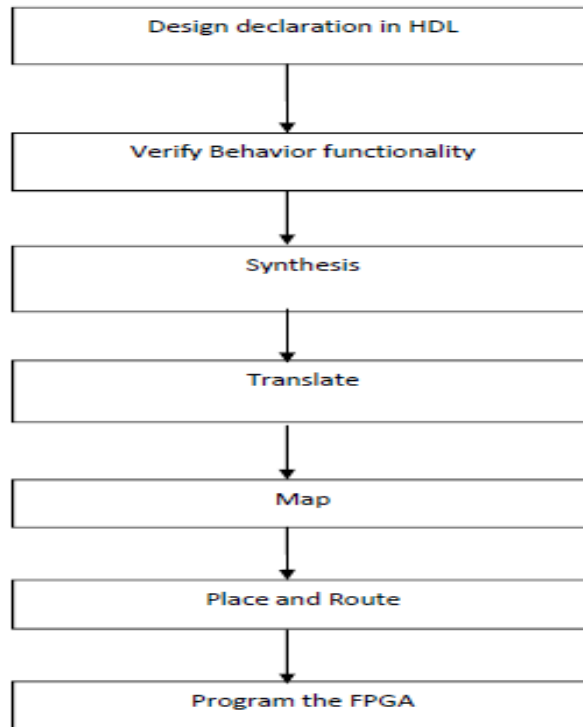 Design declaration in HDL
Verify Behavior functionality
Synthesis
Translate
Map
Place and Route
Program the FPGA